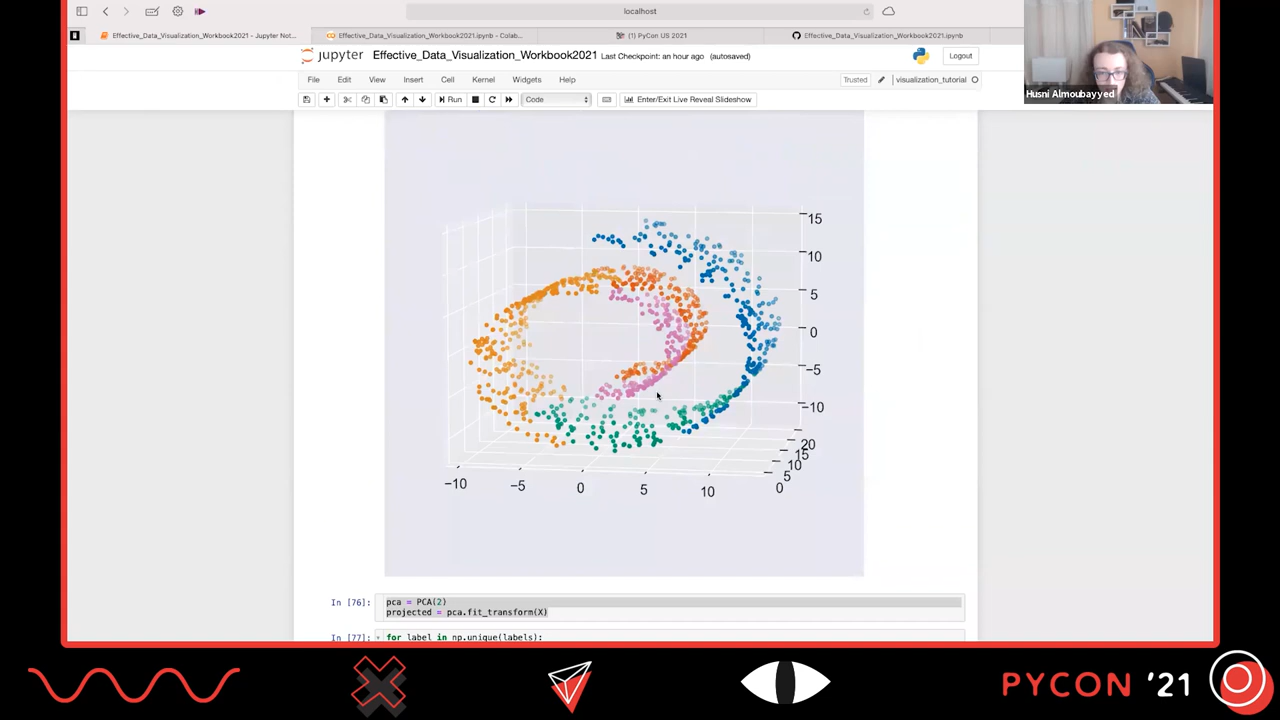 localhost
Effective_Data_Visualization_Workbook2021 - Jupyter Not...
Effective_Data_Visualization_Workbook2021.ipynb - Colab...
(1) PyCon US 2021
Effective_Data_Visualization_Workbook2021.ipynb
jupyter Effective_Data_Visualization_Workbook2021 Last Checkpoint: an hour ago (autosaved)
Logout
File Edit View Insert Cell Kernel Widgets Help
Trusted visualization_tutorial
Run Code Enter/Exit Live Reveal Slideshow
Husni Almoubayyed
15
10
5
0
−5
−10
20
15
10
5
0
−10 −5 0 5 10
In [76]: pca = PCA(2)
projected = pca.fit_transform(X)
In [77]: for label in np.unique(labels):
PYCON '21